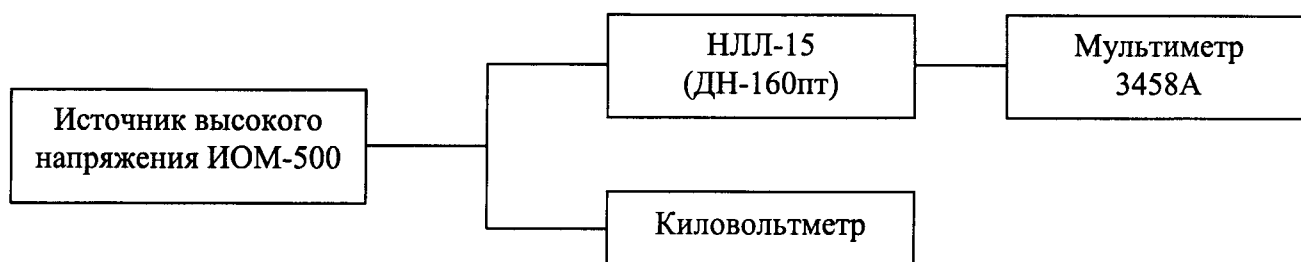 НЛЛ-15
(ДН-160пт)
Мультиметр
3458А
Источник высокого
напряжения ИОМ-500
Киловольтметр